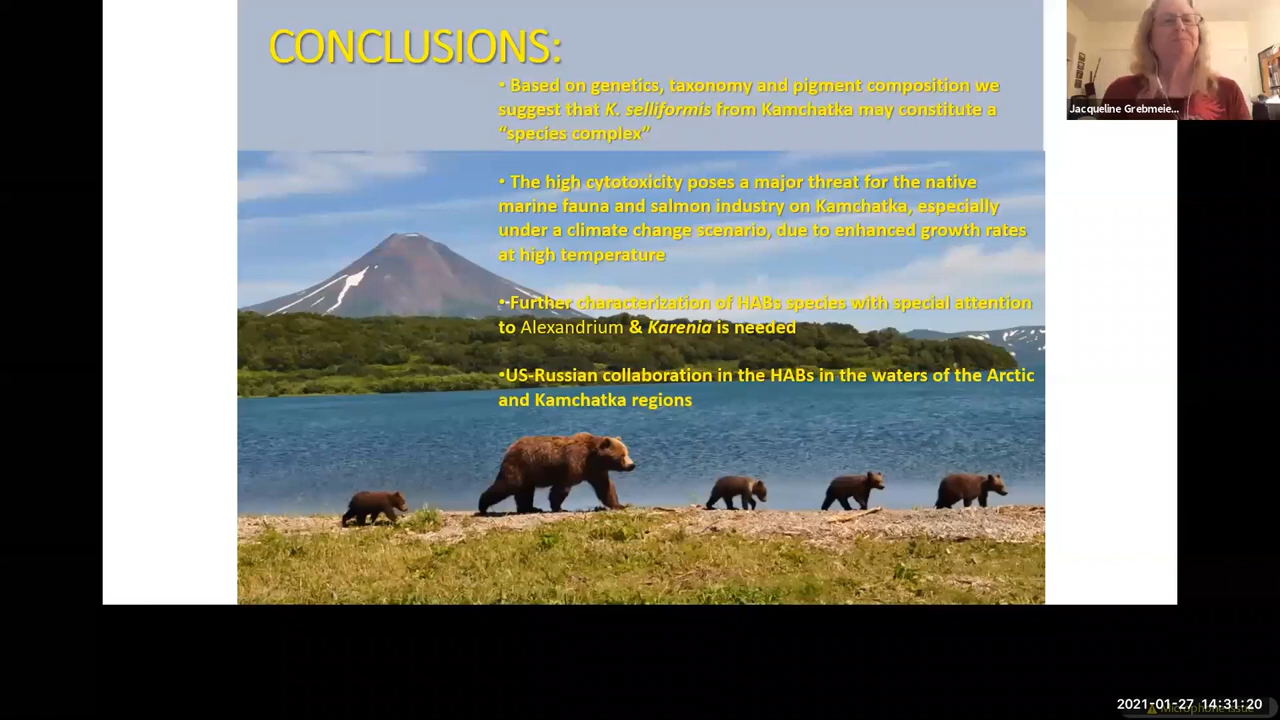 CONCLUSIONS:
• Based on genetics, taxonomy and pigment composition we
suggest that K. selliformis from Kamchatka may constitute a
“species complex”
• The high cytotoxicity poses a major threat for the native
marine fauna and salmon industry on Kamchatka, especially
under a climate change scenario, due to enhanced growth rates
at high temperature
•-Further characterization of HABs species with special attention
to Alexandrium & Karenia is needed
•US-Russian collaboration in the HABs in the waters of the Arctic
and Kamchatka regions
Jacqueline Grebmeie...
2021-01-27 14:31:20